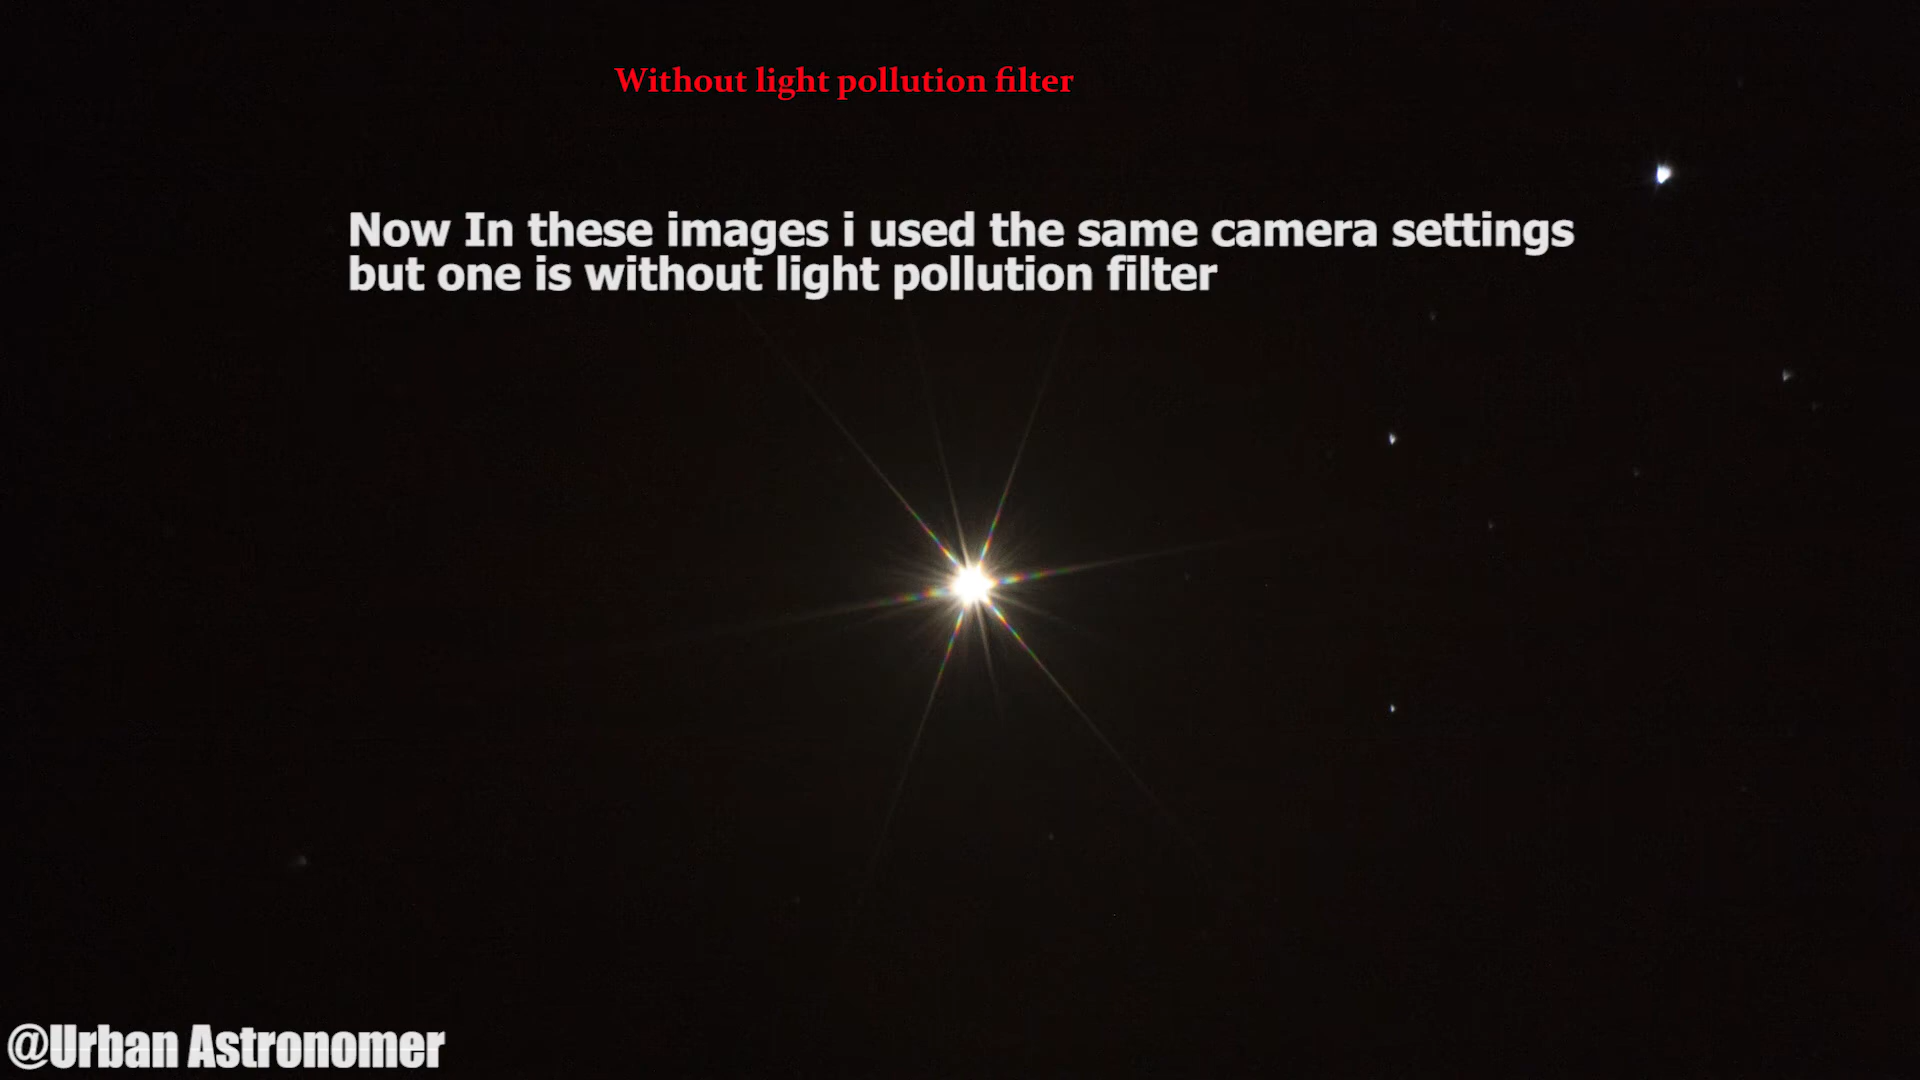 Without light pollution filter
Now In these images i used the same camera settings
but one is without light pollution filter
@Urban Astronomer